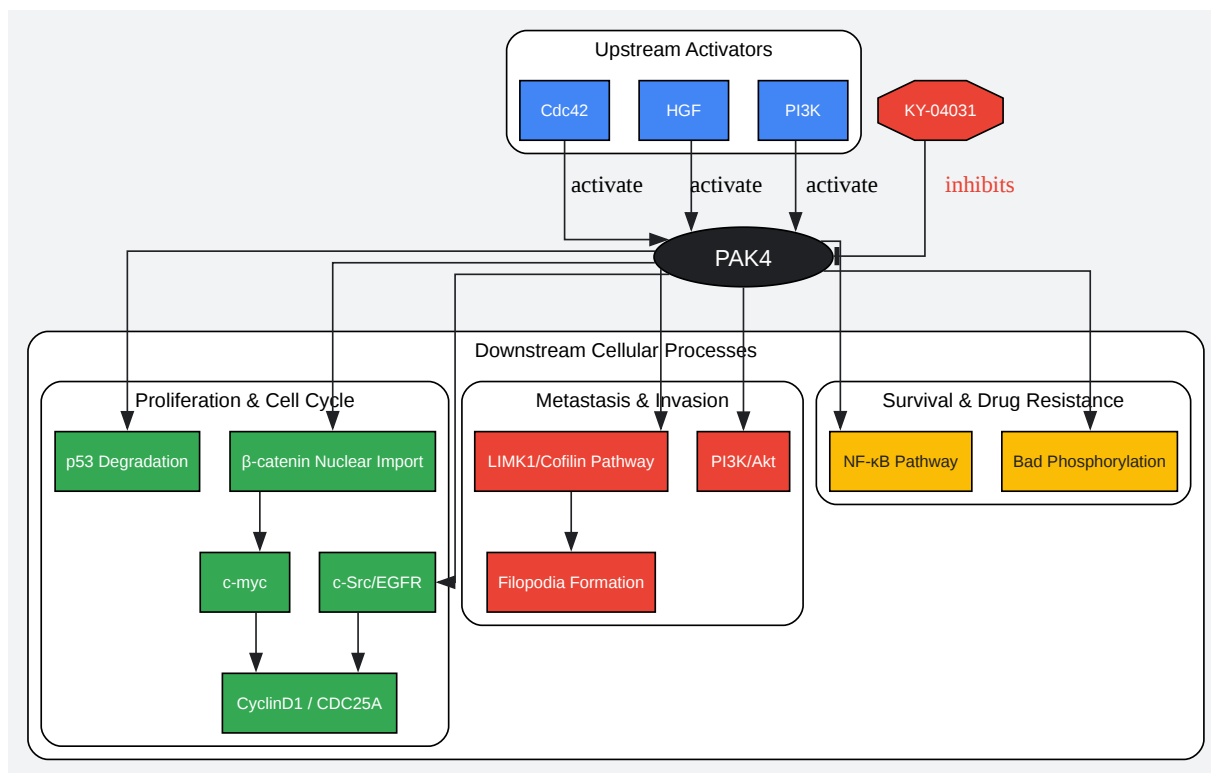 Upstream Activators
Cdc42
HGF
PI3K
KY-04031
activate
activate
activate
inhibits
PAK4
Downstream Cellular Processes
Proliferation & Cell Cycle
Metastasis & Invasion
Survival & Drug Resistance
p53 Degradation
β-catenin Nuclear Import
LIMK1/Cofilin Pathway
PI3K/Akt
NF-κB Pathway
Bad Phosphorylation
c-myc
c-Src/EGFR
Filopodia Formation
CyclinD1 / CDC25A